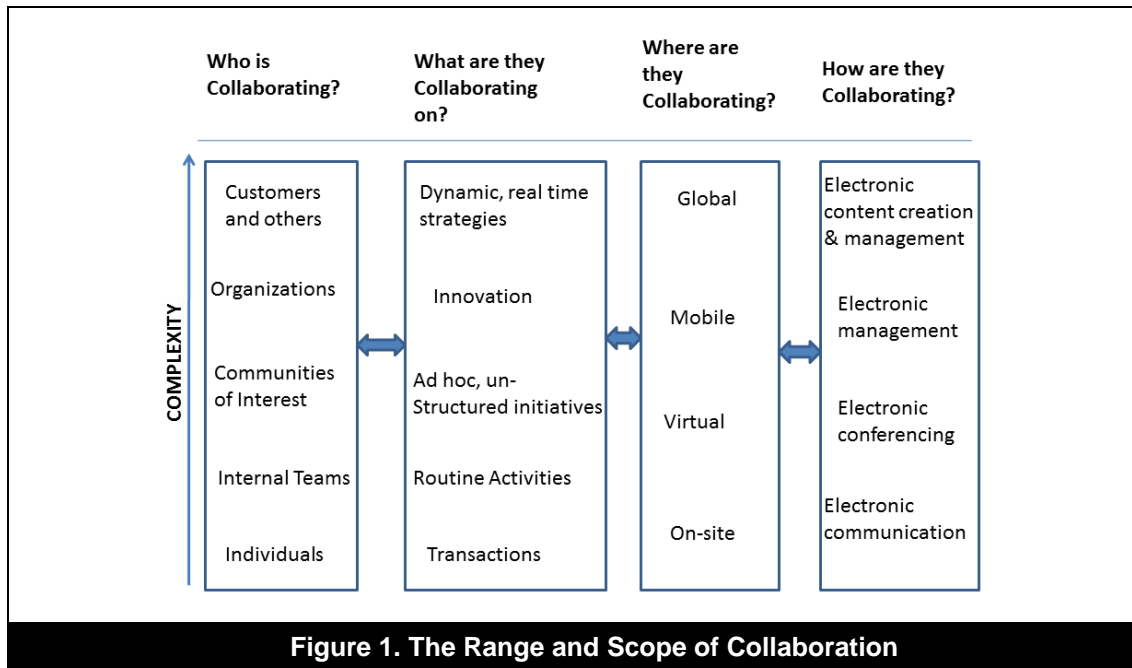 Who is
Collaborating?
What are they
Collaborating
on?
Where are
they
Collaborating?
How are they
Collaborating?
COMPLEXITY
Customers
and others
Organizations
Communities
of Interest
Internal Teams
Individuals
Dynamic, real time
strategies
Innovation
Ad hoc, un-
Structured initiatives
Routine Activities
Transactions
Global
Mobile
Virtual
On-site
Electronic
content creation
& management
Electronic
management
Electronic
conferencing
Electronic
communication
Figure 1. The Range and Scope of Collaboration